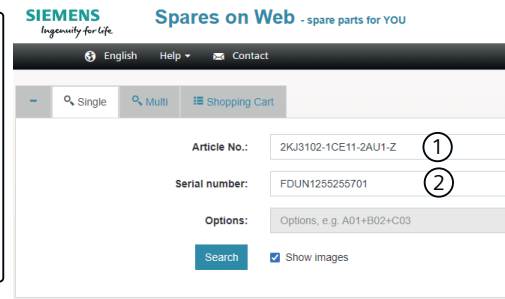 SIEMENS
Ingenuity for life
Spares on Web - spare parts for YOU
English Help Contact
Single Multi Shopping Cart
Article No.: 2KJ3102-1CE11-2AU1-Z 1
Serial number: FDUN1255255701 2
Options: Options, e.g. A01+B02+C03
Search Show images